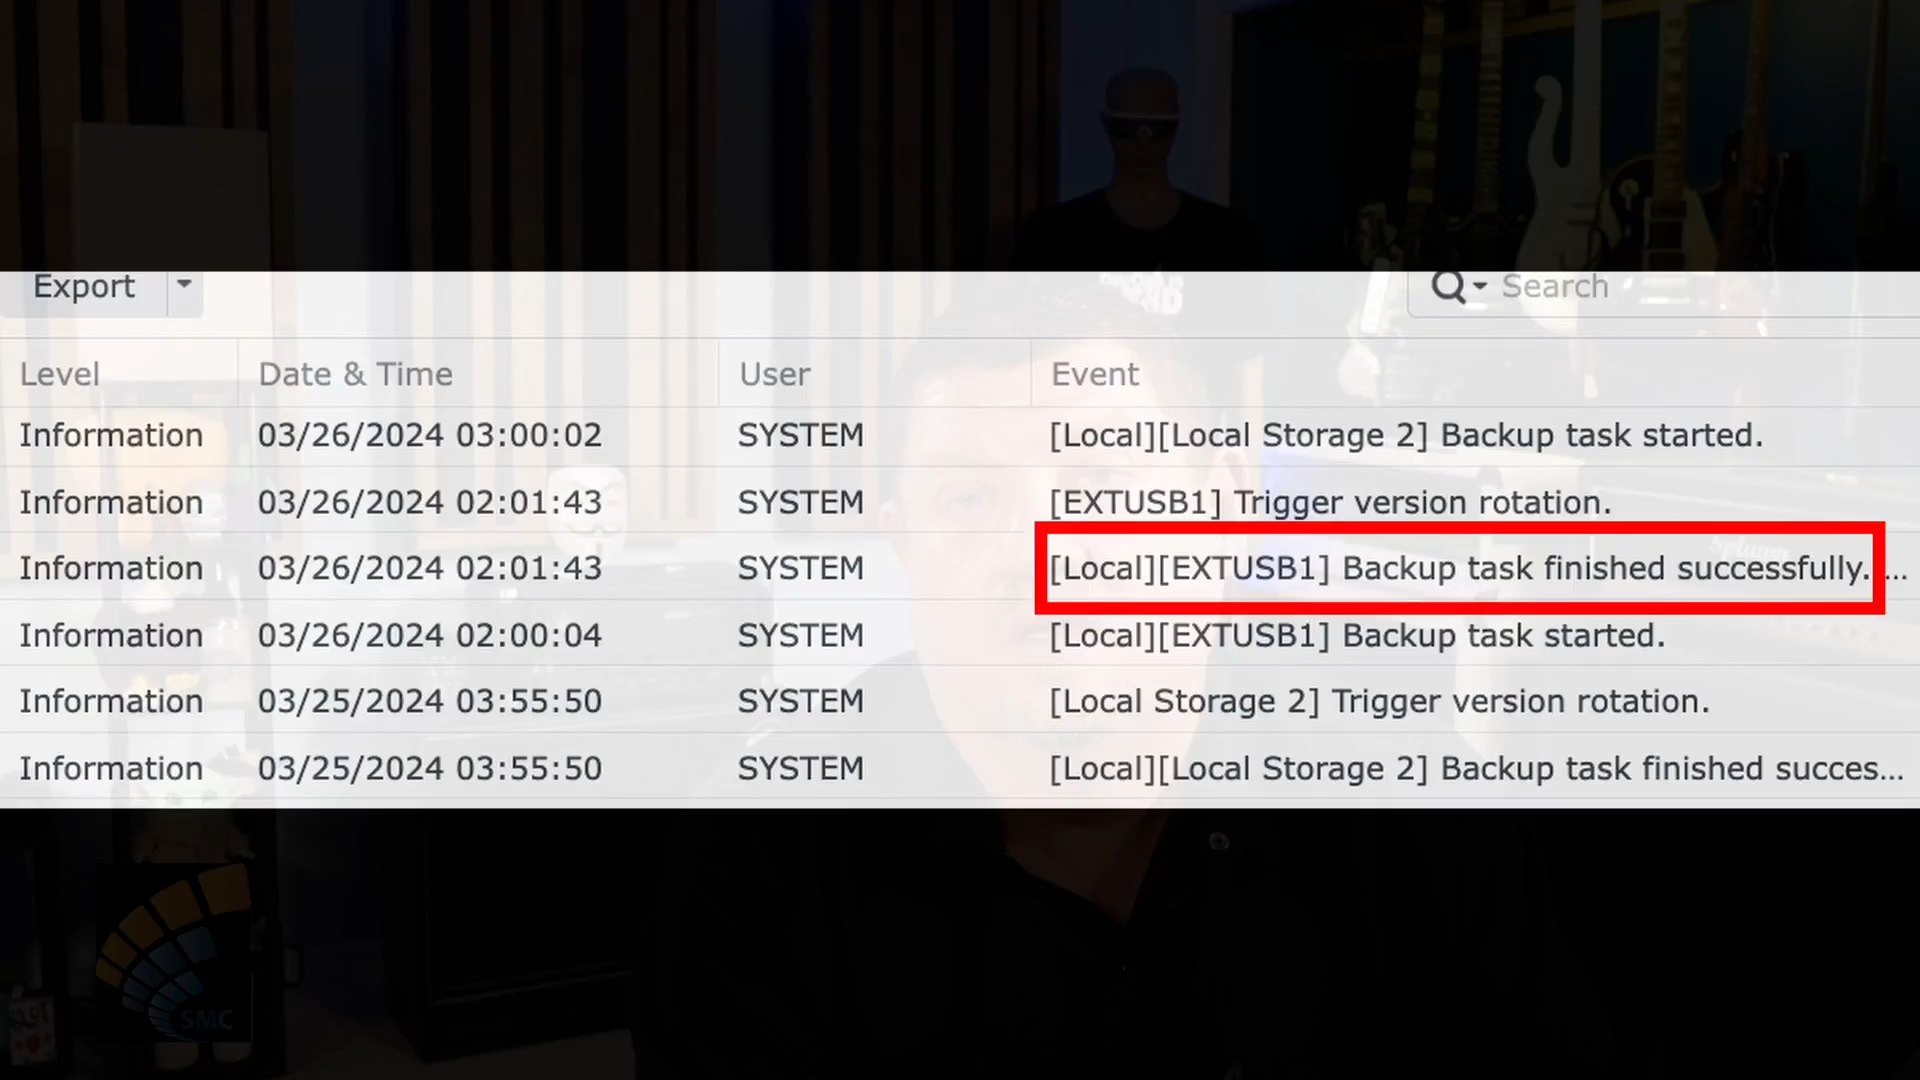 Export
Search
Level Date & Time User Event
Information 03/26/2024 03:00:02 SYSTEM [Local][Local Storage 2] Backup task started.
Information 03/26/2024 02:01:43 SYSTEM [EXTUSB1] Trigger version rotation.
Information 03/26/2024 02:01:43 SYSTEM [Local][EXTUSB1] Backup task finished successfully. ...
Information 03/26/2024 02:00:04 SYSTEM [Local][EXTUSB1] Backup task started.
Information 03/25/2024 03:55:50 SYSTEM [Local Storage 2] Trigger version rotation.
Information 03/25/2024 03:55:50 SYSTEM [Local][Local Storage 2] Backup task finished succes...
SMC